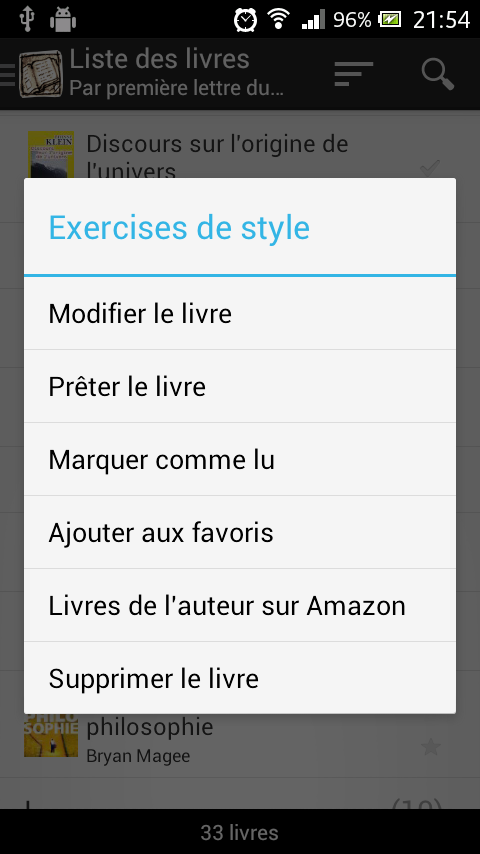 96% 21:54
Liste des livres
Par première lettre du...
KLEIN
Discours sur l'origine de
l'univers
Exercises de style
Modifier le livre
Prêter le livre
Marquer comme lu
Ajouter aux favoris
Livres de l'auteur sur Amazon
Supprimer le livre
PHILO
SOPHIE
philosophie
Bryan Magee
33 livres